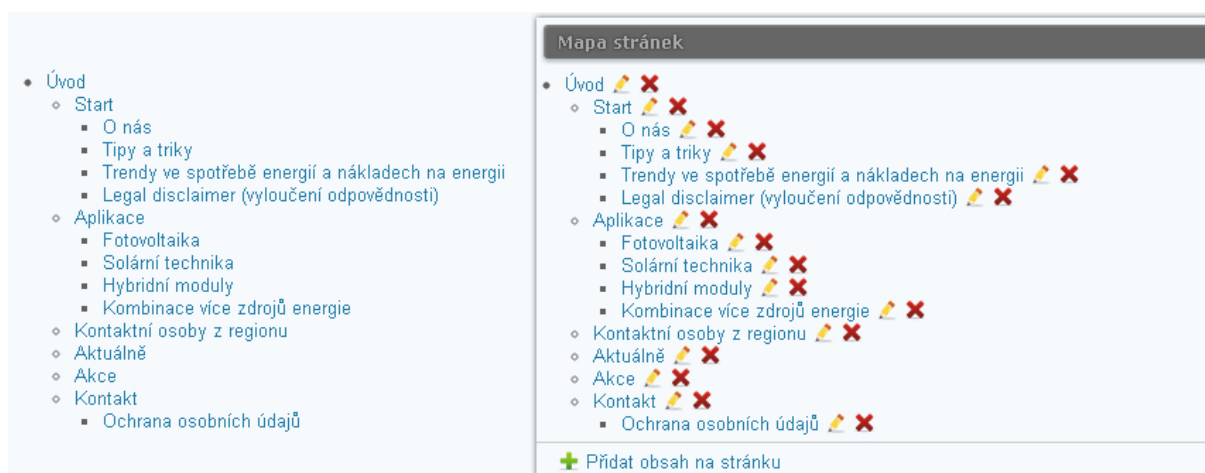 Úvod
Start
O nás
Tipy a triky
Trendy ve spotřebě energií a nákladech na energii
Legal disclaimer (vyloučení odpovědnosti)
Aplikace
Fotovoltaika
Solární technika
Hybridní moduly
Kombinace více zdrojů energie
Kontaktní osoby z regionu
Aktuálně
Akce
Kontakt
Ochrana osobních údajů
Mapa stránek
Úvod
Start
O nás
Tipy a triky
Trendy ve spotřebě energií a nákladech na energii
Legal disclaimer (vyloučení odpovědnosti)
Aplikace
Fotovoltaika
Solární technika
Hybridní moduly
Kombinace více zdrojů energie
Kontaktní osoby z regionu
Aktuálně
Akce
Kontakt
Ochrana osobních údajů
Přidat obsah na stránku